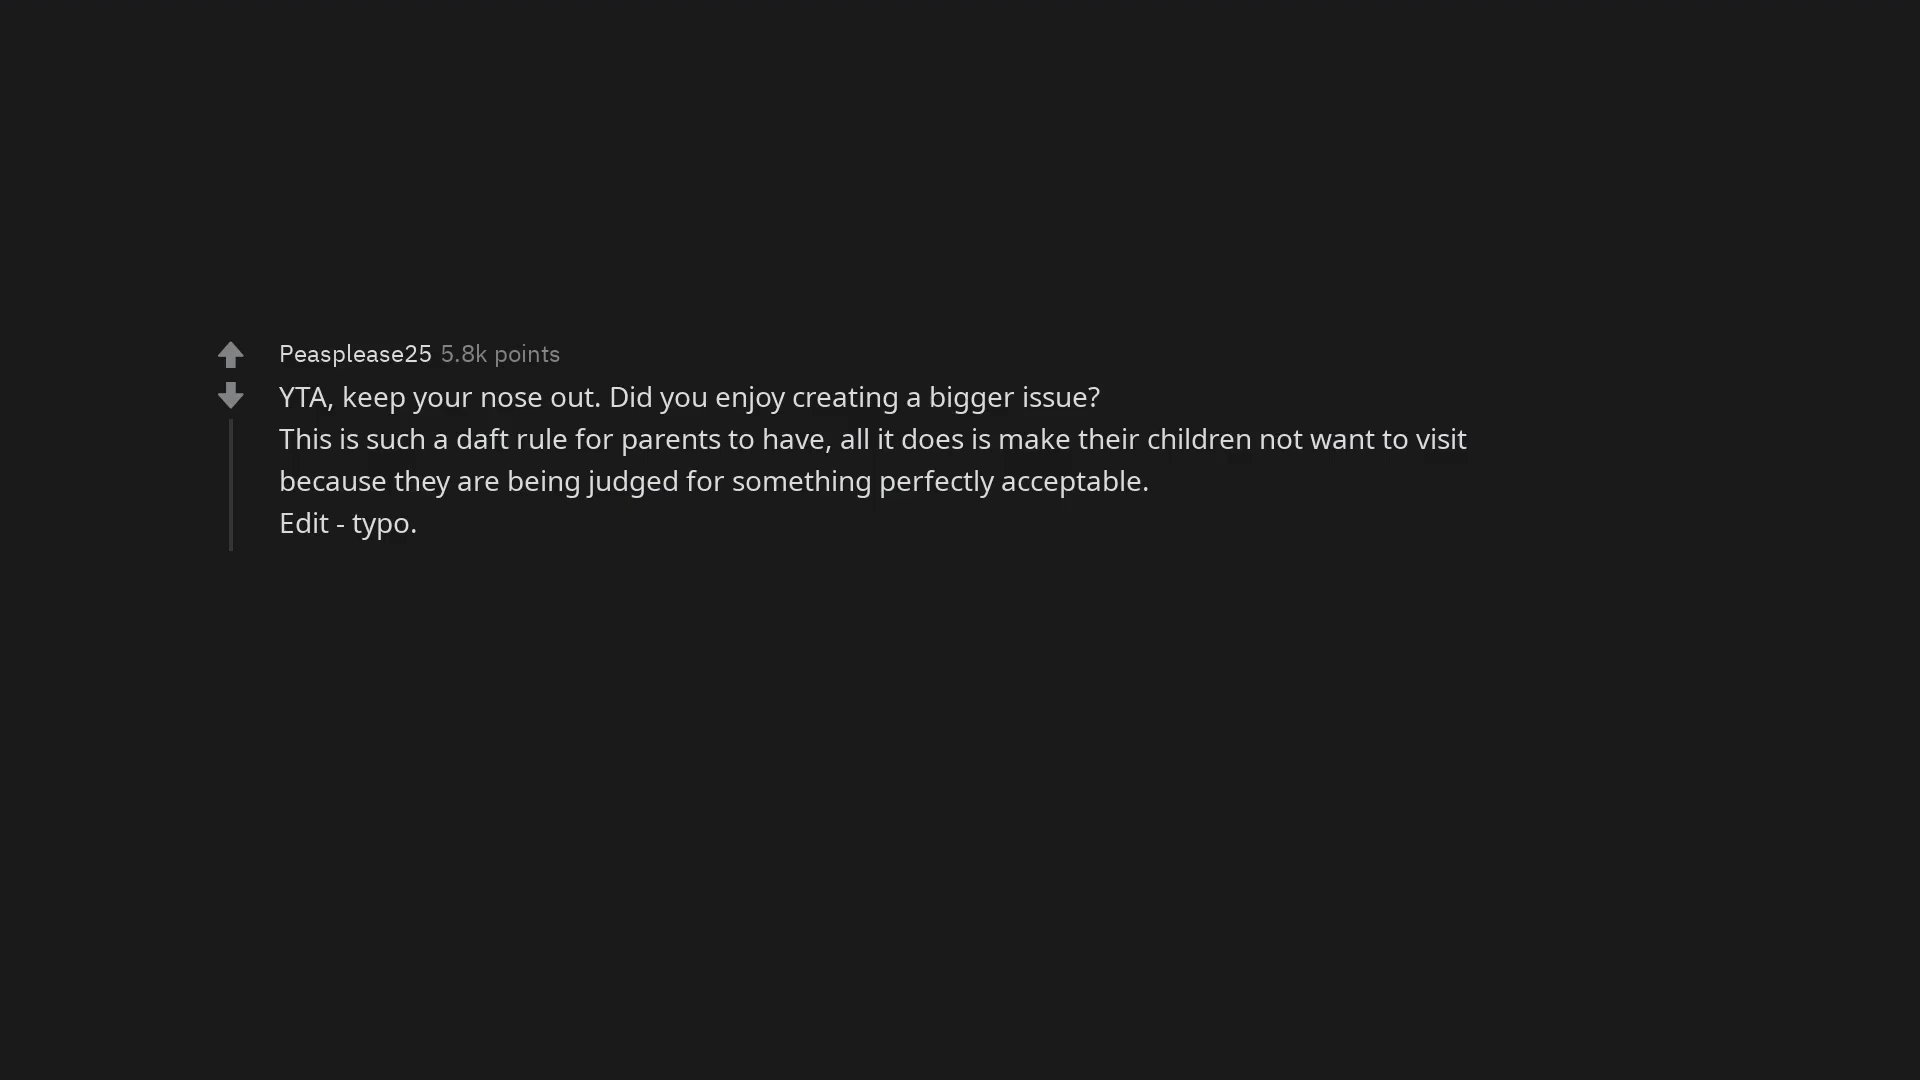 Peasplease25 5.8k points
YTA, keep your nose out. Did you enjoy creating a bigger issue?
This is such a daft rule for parents to have, all it does is make their children not want to visit
because they are being judged for something perfectly acceptable.
Edit - typo.